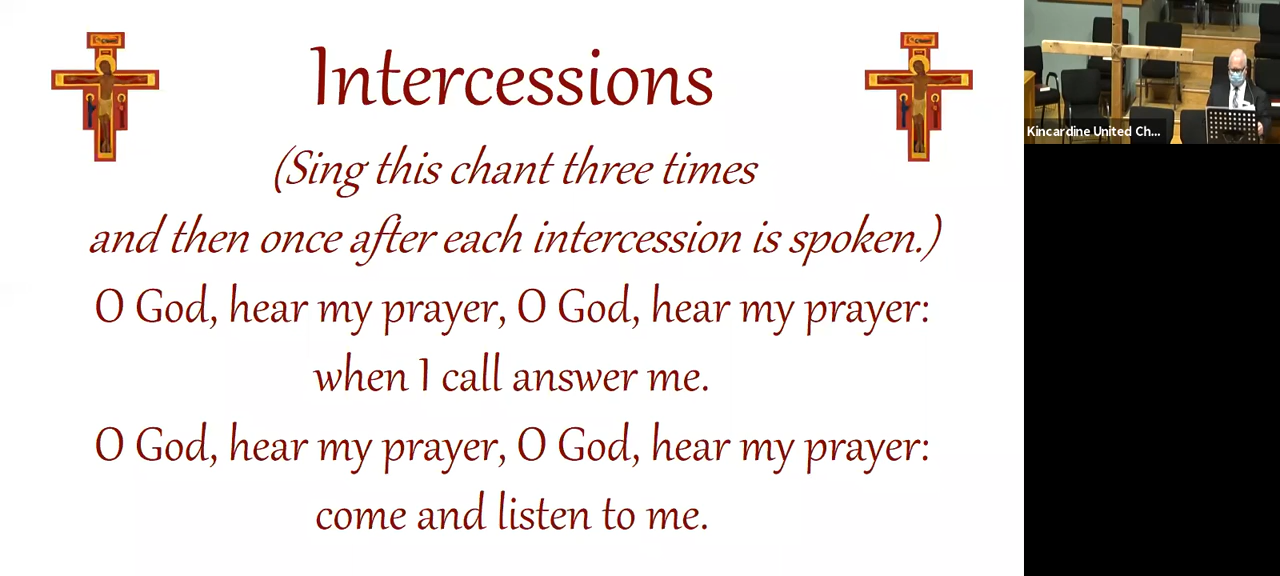 Intercessions
(Sing this chant three times
and then once after each intercession is spoken.)
O God, hear my prayer, O God, hear my prayer:
when I call answer me.
O God, hear my prayer, O God, hear my prayer:
come and listen to me.
Kincardine United Ch...